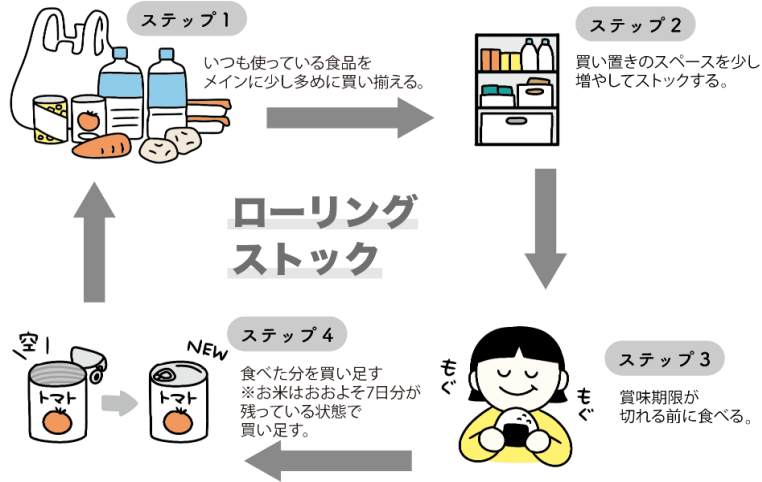 ステップ1
いつも使っている食品を
メインに少し多めに買い揃える。
ステップ2
買い置きのスペースを少し
増やしてストックする。
ローリング
ストック
ステップ3
賞味期限が
切れる前に食べる。
もぐ
もぐ
ステップ4
食べた分を買い足す
※お米はおおよそ7日分が
残っている状態で
買い足す。
空
トマト
NEW
トマト